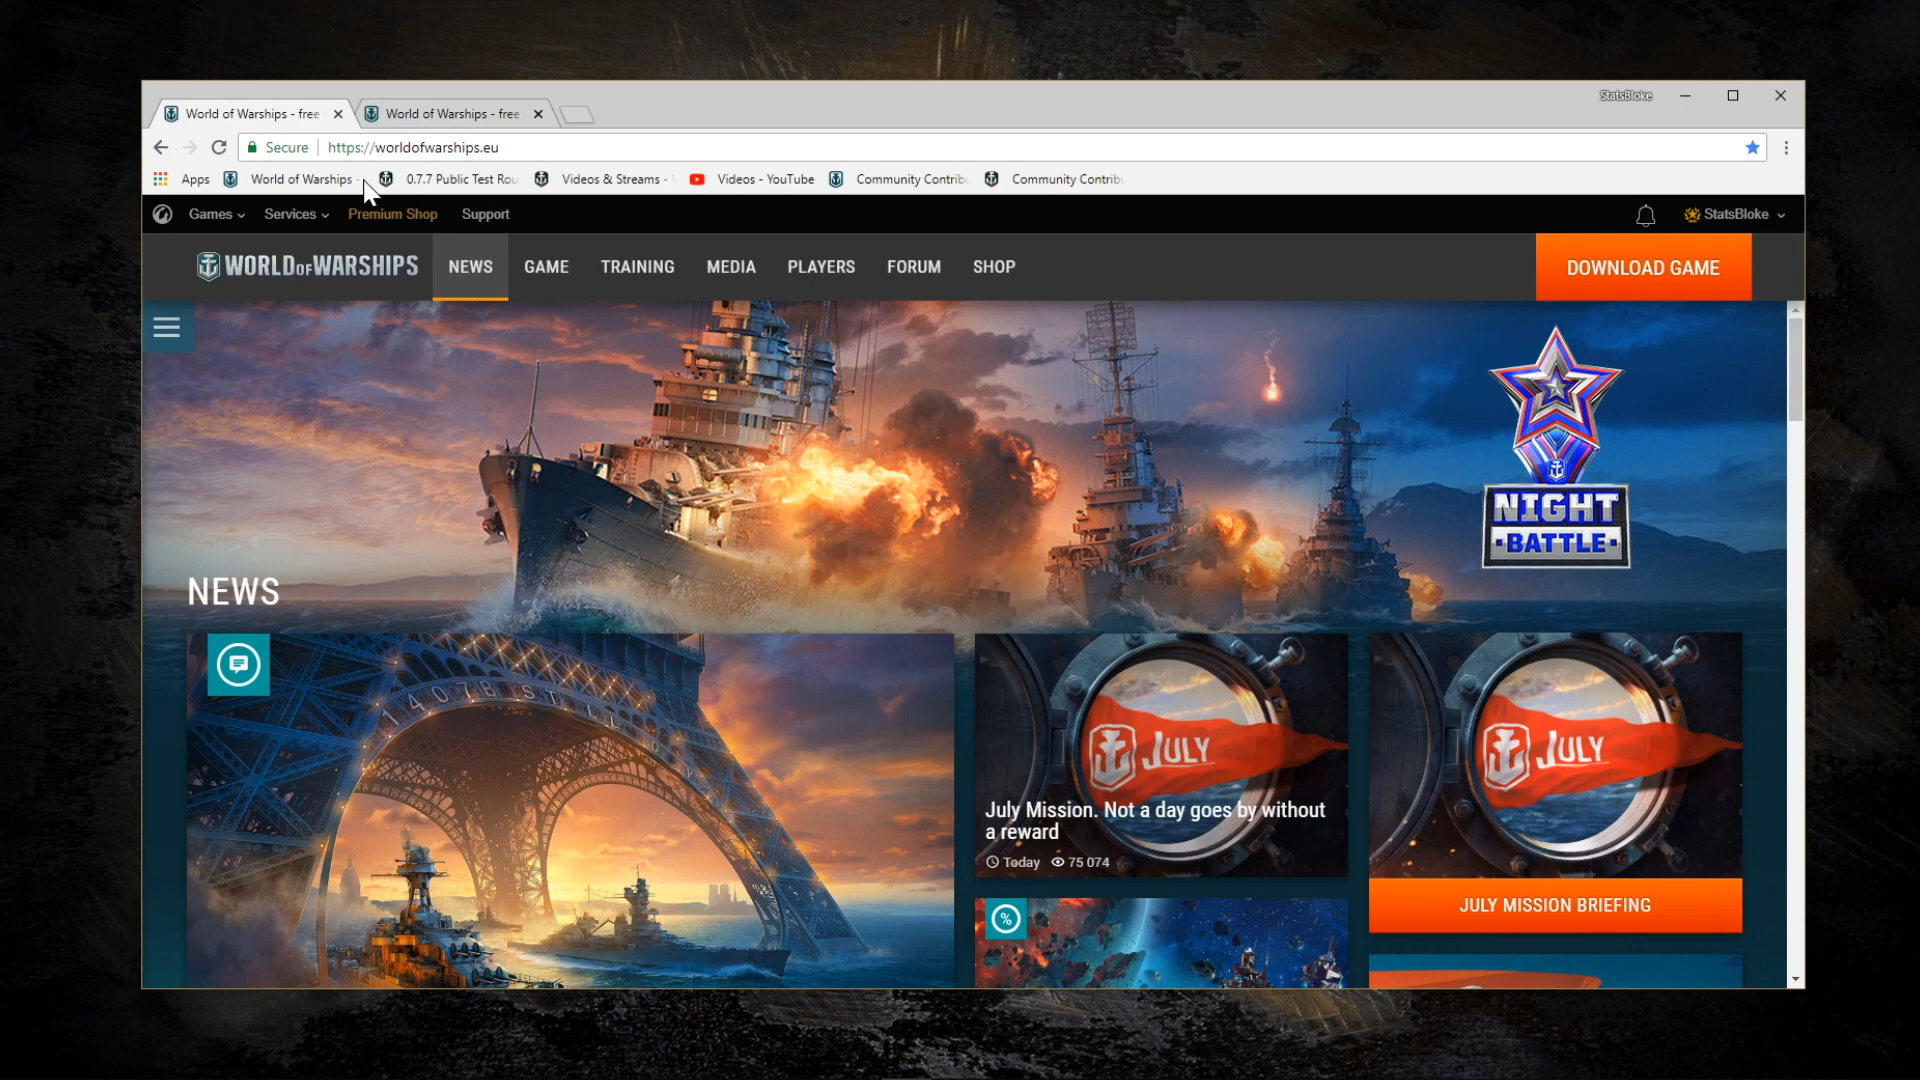 StatsBloke
World of Warships - free
World of Warships - free
Secure https://worldofwarships.eu
Apps World of Warships - 0.7.7 Public Test Rou Videos & Streams - Videos - YouTube Community Contribu Community Contribu
Games Services Premium Shop Support StatsBloke
WORLD OF WARSHIPS NEWS GAME TRAINING MEDIA PLAYERS FORUM SHOP DOWNLOAD GAME
NIGHT
BATTLE
NEWS
JULY
JULY
July Mission. Not a day goes by without
a reward
Today 75 074
JULY MISSION BRIEFING
%